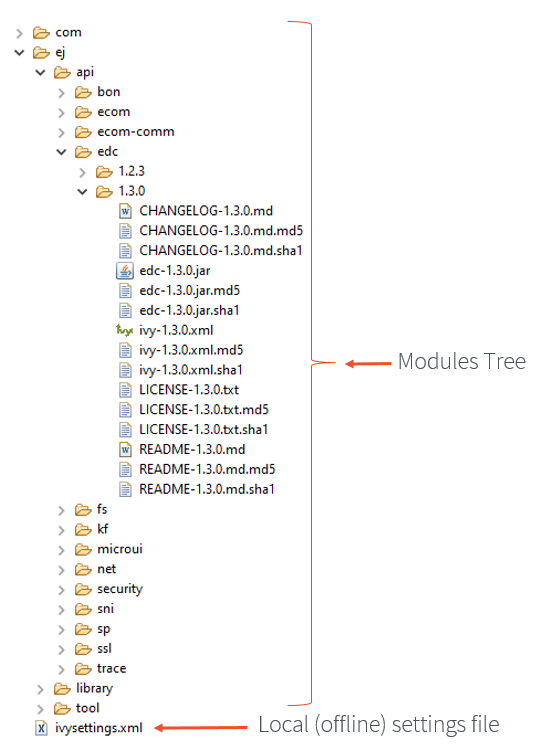 com
ej
api
bon
ecom
ecom-comm
edc
1.2.3
1.3.0
CHANGELOG-1.3.0.md
CHANGELOG-1.3.0.md.md5
CHANGELOG-1.3.0.md.sha1
edc-1.3.0.jar
edc-1.3.0.jar.md5
edc-1.3.0.jar.sha1
ivy-1.3.0.xml
ivy-1.3.0.xml.md5
ivy-1.3.0.xml.sha1
Modules Tree
LICENSE-1.3.0.txt
LICENSE-1.3.0.txt.md5
LICENSE-1.3.0.txt.sha1
README-1.3.0.md
README-1.3.0.md.md5
README-1.3.0.md.sha1
fs
kf
microui
net
security
sni
sp
ssl
trace
library
tool
ivysettings.xml Local (offline) settings file